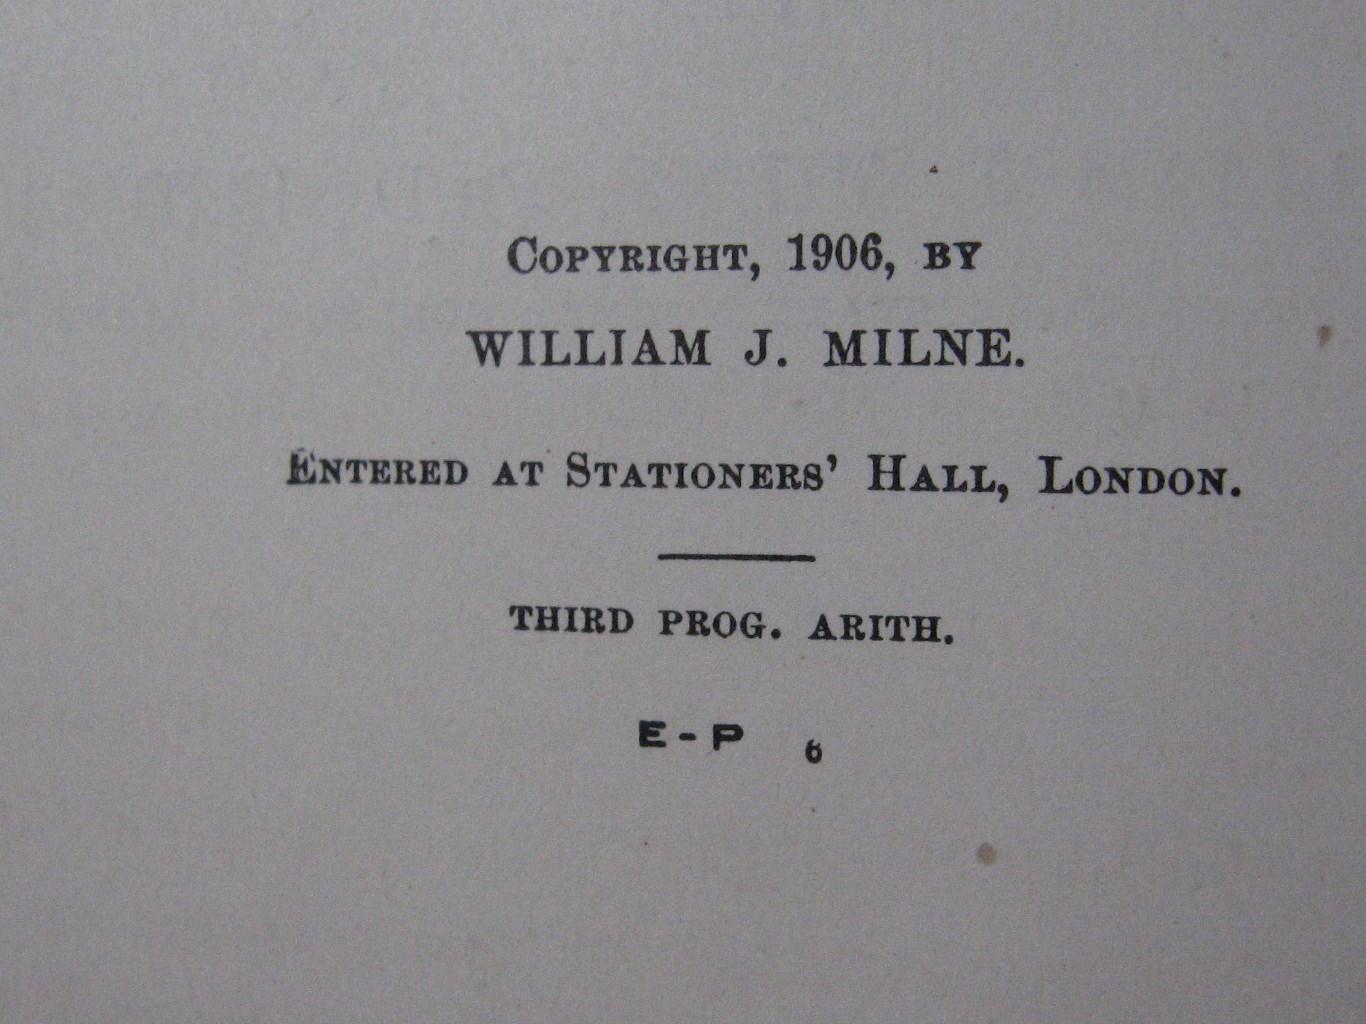 Copyright, 1906, by
WILLIAM J. MILNE.
Entered at Stationers' Hall, London.
THIRD PROG. ARITH.
E - P 6